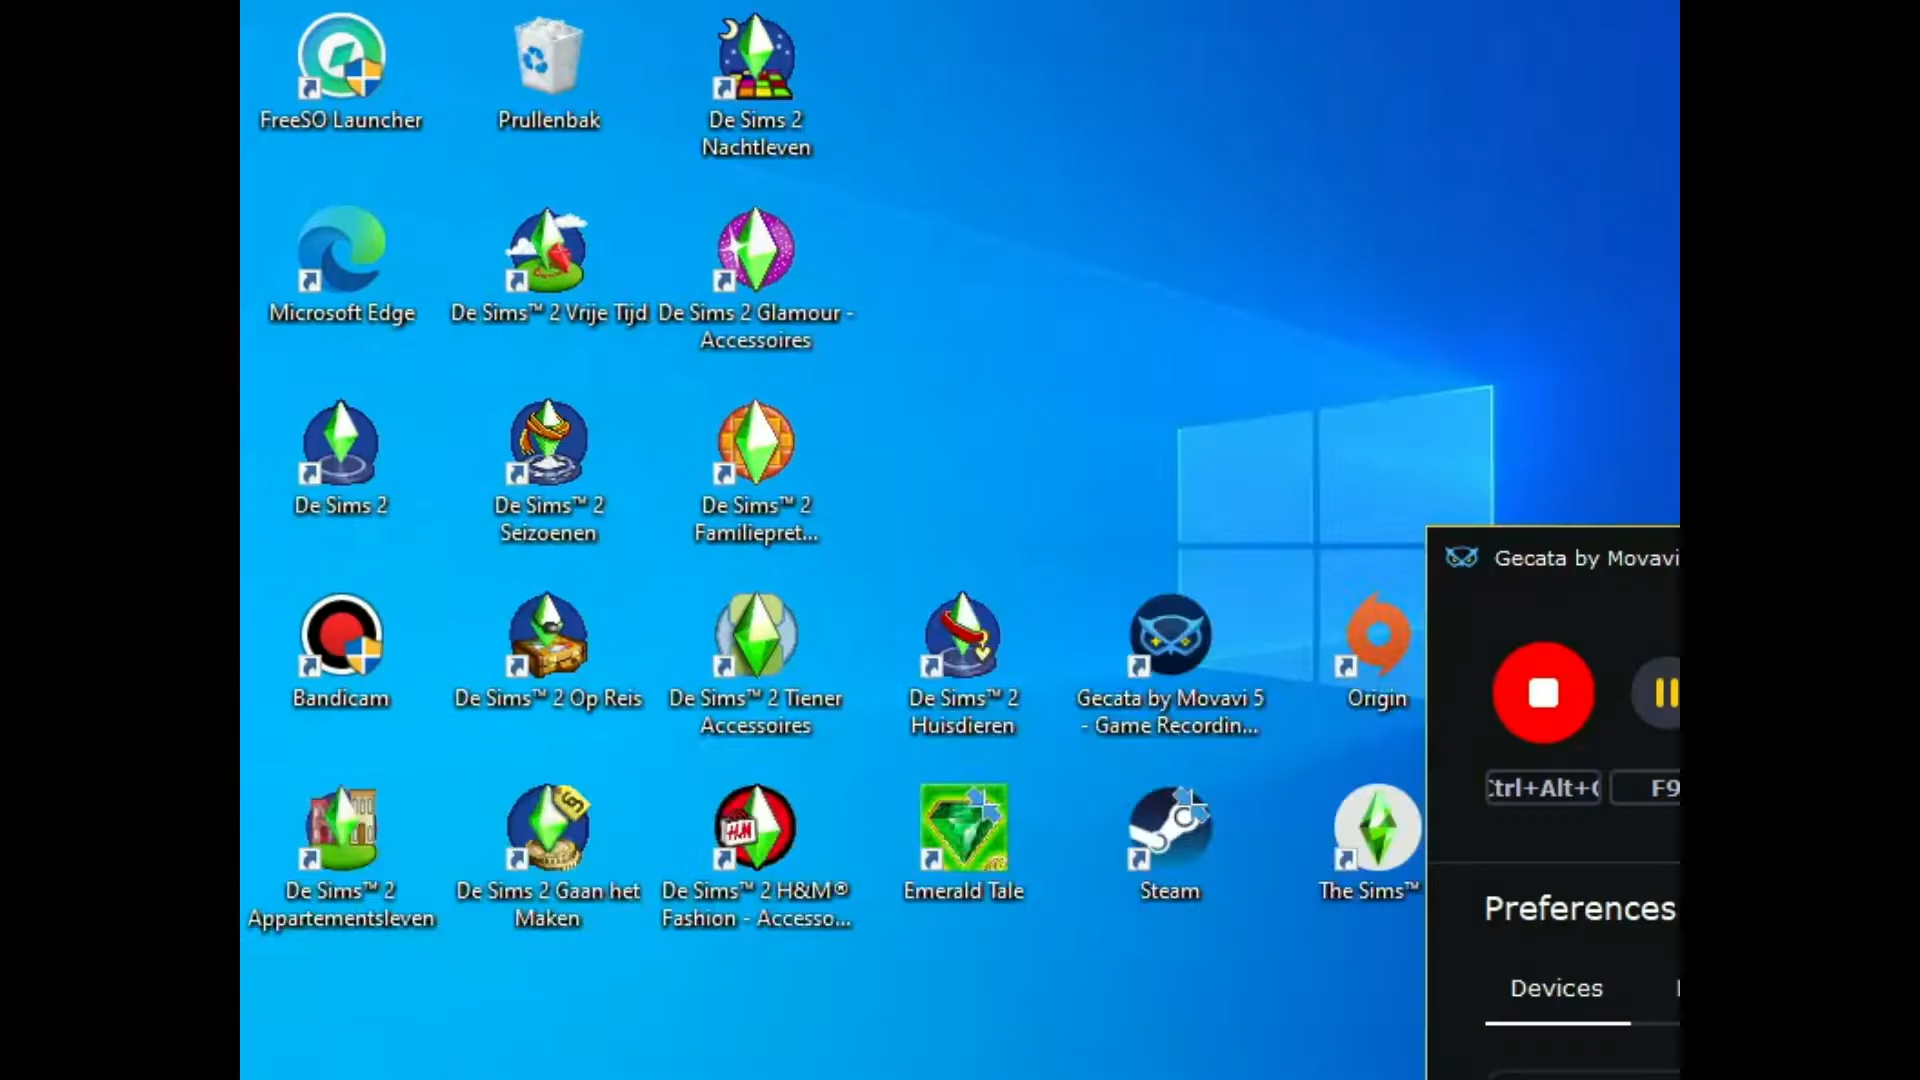 FreeSO Launcher
Prullenbak
De Sims 2
Nachtleven
Microsoft Edge
De Sims™ 2 Vrije Tijd
De Sims 2 Glamour -
Accessoires
De Sims 2
De Sims™ 2
Seizoenen
De Sims™ 2
Familiepret...
Gecata by Movavi
Bandicam
De Sims™ 2 Op Reis
De Sims™ 2 Tiener
Accessoires
De Sims™ 2
Huisdieren
Gecata by Movavi 5
- Game Recordin...
Origin
Ctrl+Alt+
F9
De Sims™ 2
Appartementsleven
De Sims 2 Gaan het
Maken
H&M
De Sims™ 2 H&M®
Fashion - Accesso...
Emerald Tale
Steam
The Sims™
Preferences
Devices